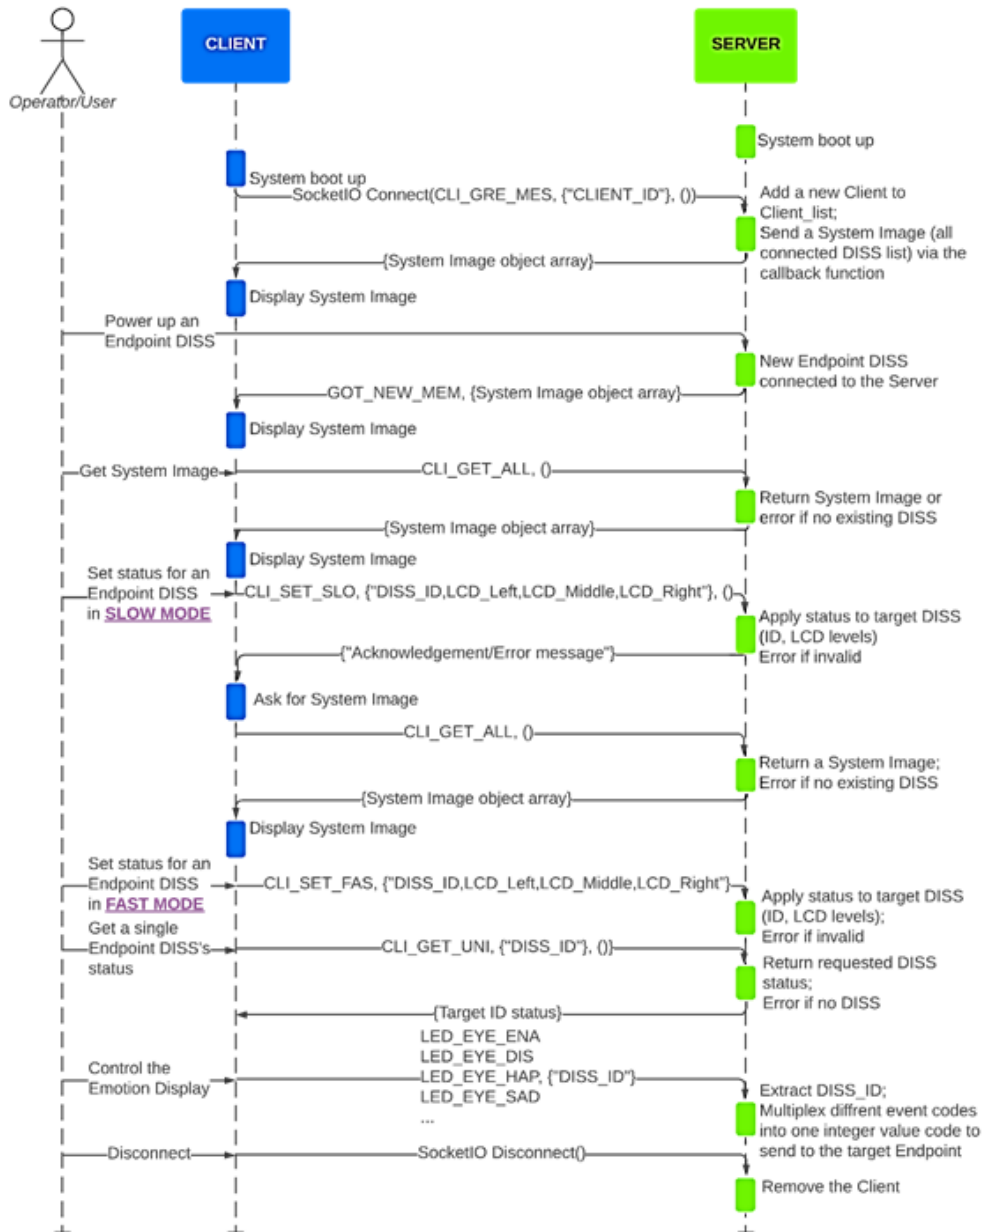 CLIENT
SERVER
Operator/User
System boot up
System boot up
SocketIO Connect(CLI_GRE_MES, {"CLIENT_ID"}, ())
Add a new Client to
Client_list;
Send a System Image (all
connected DISS list) via the
callback function
{System Image object array}
Display System Image
Power up an
Endpoint DISS
New Endpoint DISS
connected to the Server
GOT_NEW_MEM, {System Image object array}
Display System Image
Get System Image
CLI_GET_ALL, ()
Return System Image or
error if no existing DISS
{System Image object array}
Display System Image
Set status for an
Endpoint DISS
in SLOW MODE
CLI_SET_SLO, {"DISS_ID,LCD_Left,LCD_Middle,LCD_Right"}, ()
Apply status to target DISS
(ID, LCD levels)
Error if invalid
{"Acknowledgement/Error message"}
Ask for System Image
CLI_GET_ALL, ()
Return a System Image;
Error if no existing DISS
{System Image object array}
Display System Image
Set status for an
Endpoint DISS
in FAST MODE
CLI_SET_FAS, {"DISS_ID,LCD_Left,LCD_Middle,LCD_Right"}
Apply status to target DISS
(ID, LCD levels);
Error if invalid
Get a single
Endpoint DISS's
status
CLI_GET_UNI, {"DISS_ID"}, ()}
Return requested DISS
status;
Error if no DISS
{Target ID status}
LED_EYE_ENA
LED_EYE_DIS
LED_EYE_HAP, {"DISS_ID"}
LED_EYE_SAD
...
Control the
Emotion Display
Extract DISS_ID;
Multiplex diffrent event codes
into one integer value code to
send to the target Endpoint
Disconnect
SocketIO Disconnect()
Remove the Client